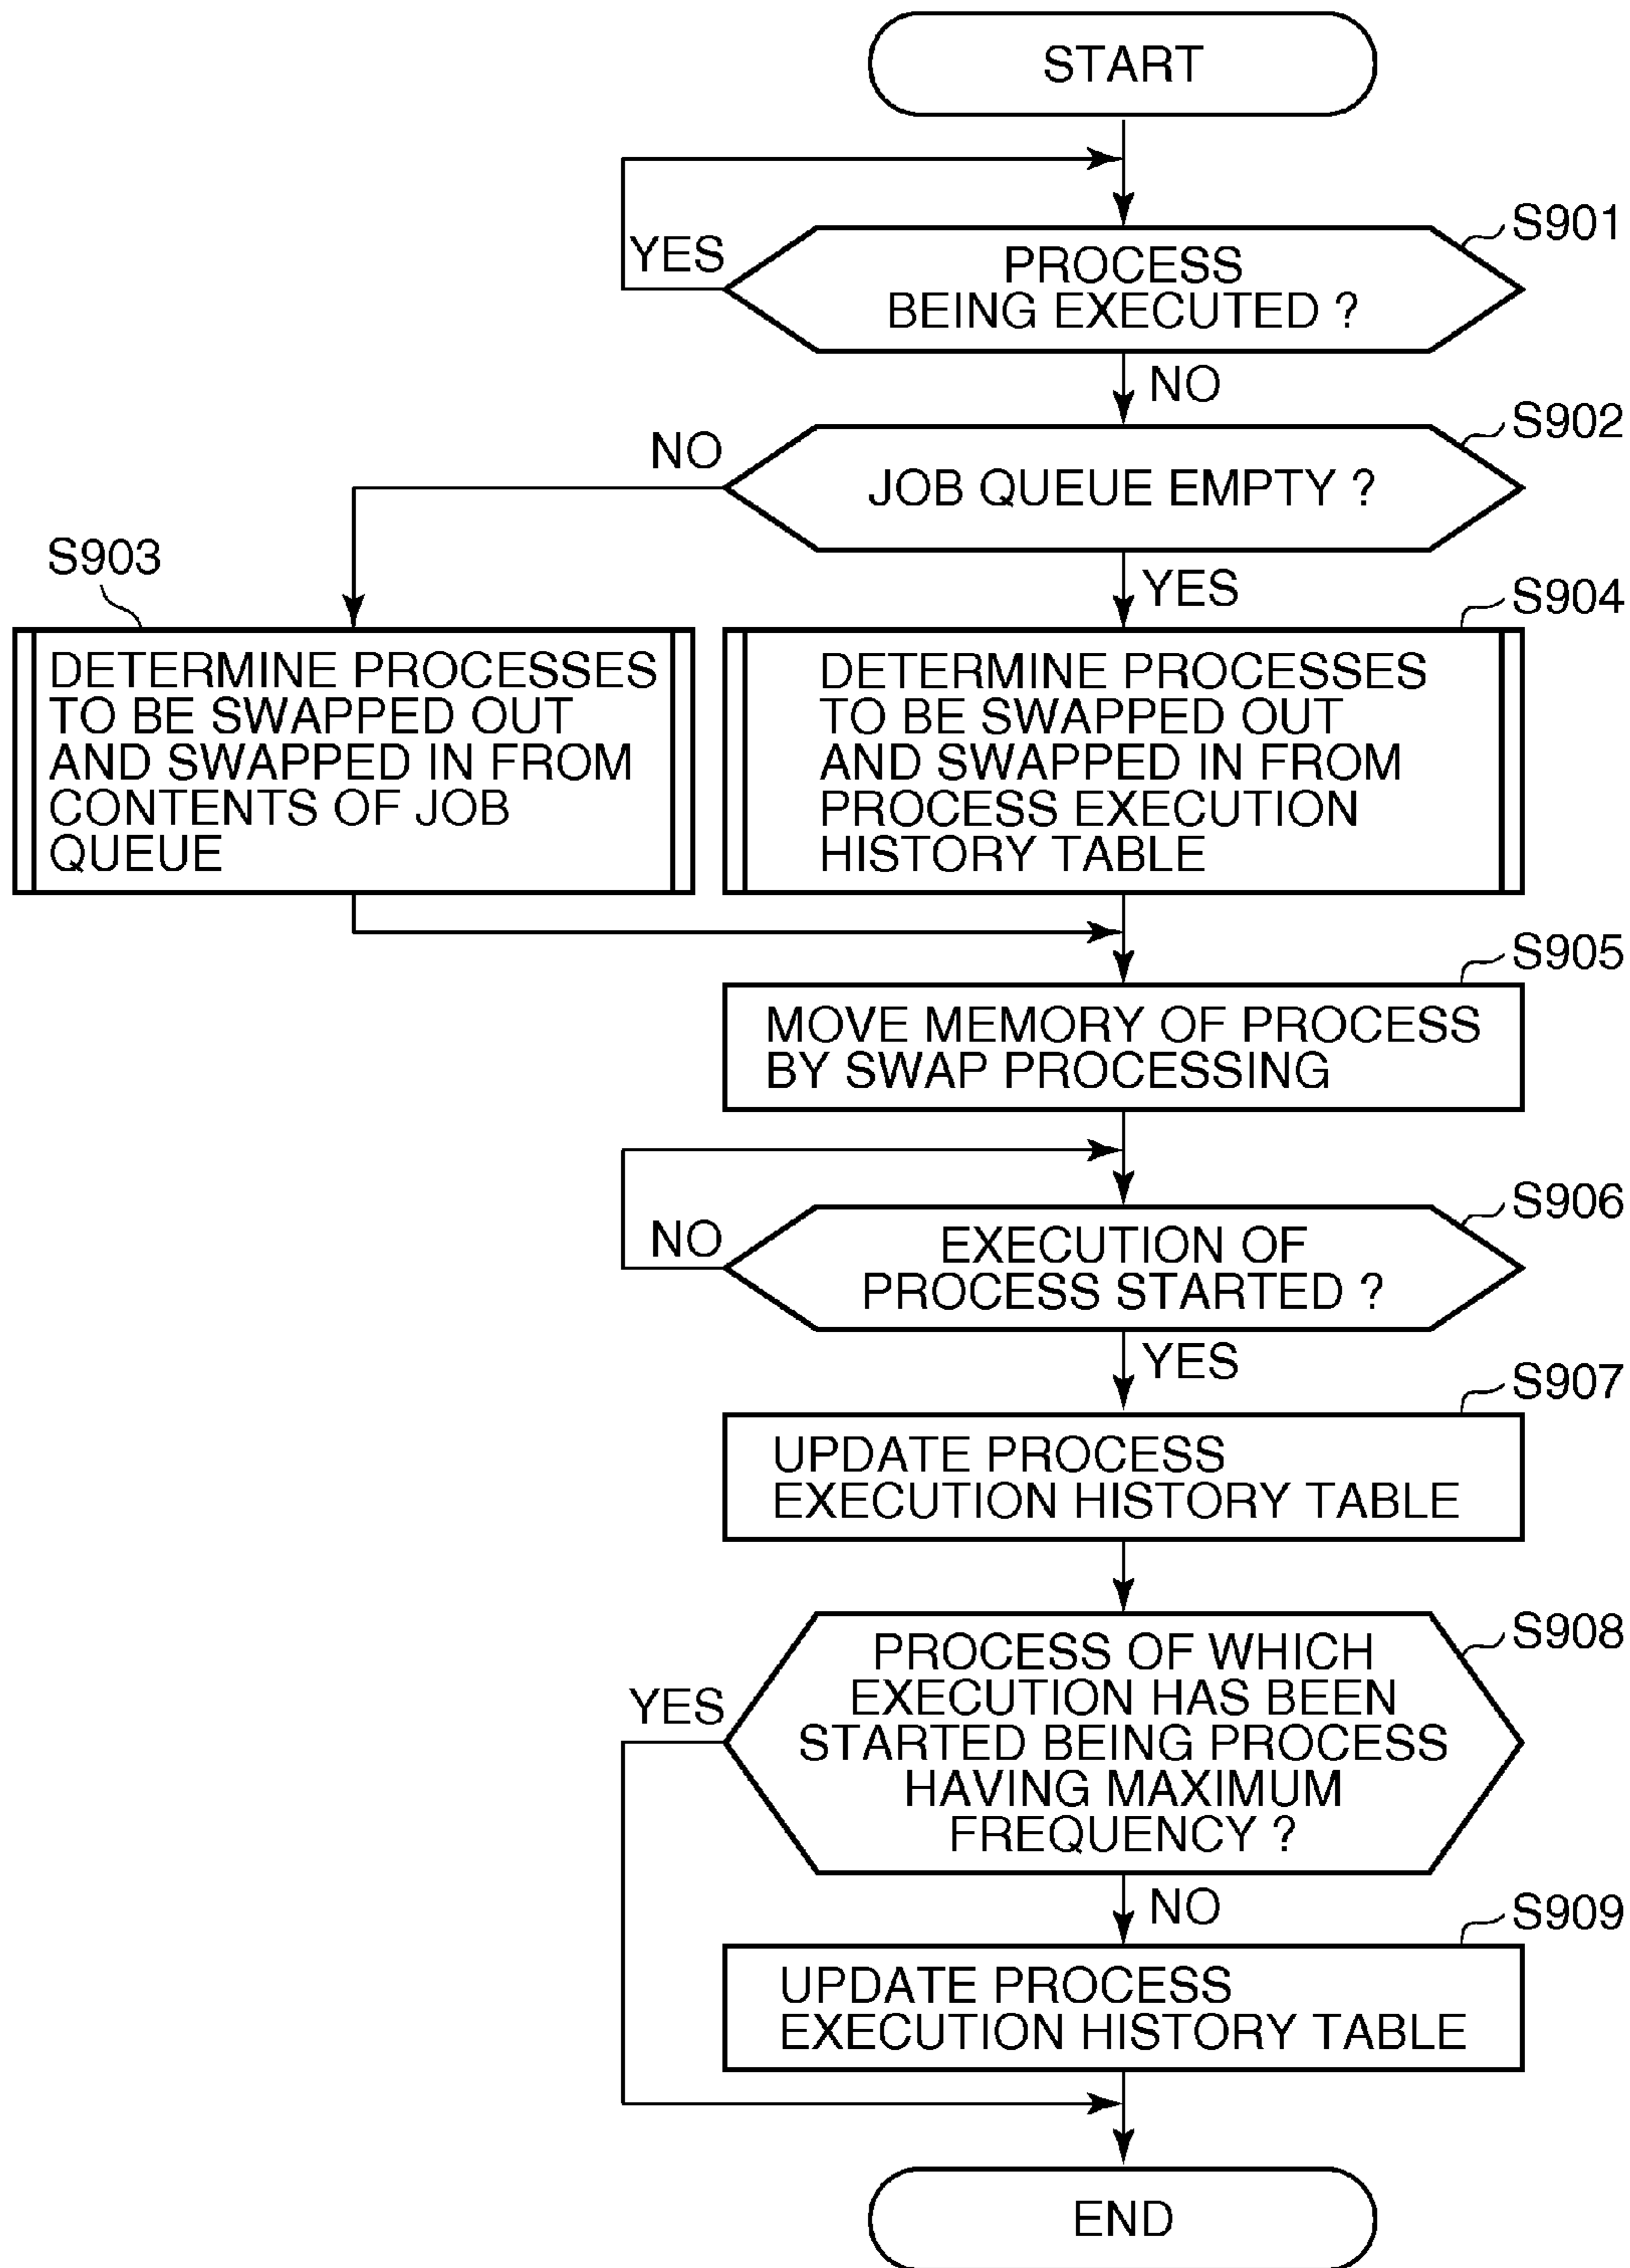 START
YES
S901
PROCESS
BEING EXECUTED ?
NO
S902
NO
JOB QUEUE EMPTY ?
YES
S903
DETERMINE PROCESSES
TO BE SWAPPED OUT
AND SWAPPED IN FROM
CONTENTS OF JOB
QUEUE
S904
DETERMINE PROCESSES
TO BE SWAPPED OUT
AND SWAPPED IN FROM
PROCESS EXECUTION
HISTORY TABLE
S905
MOVE MEMORY OF PROCESS
BY SWAP PROCESSING
S906
NO
EXECUTION OF
PROCESS STARTED ?
YES
S907
UPDATE PROCESS
EXECUTION HISTORY TABLE
S908
YES
PROCESS OF WHICH
EXECUTION HAS BEEN
STARTED BEING PROCESS
HAVING MAXIMUM
FREQUENCY ?
NO
S909
UPDATE PROCESS
EXECUTION HISTORY TABLE
END